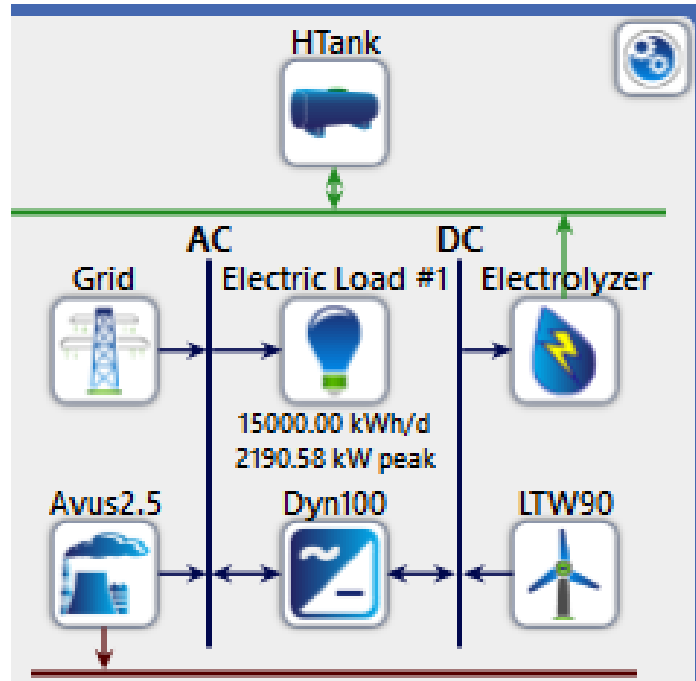 HTank
AC
DC
Grid
Electric Load #1
Electrolyzer
15000.00 kWh/d
2190.58 kW peak
Avus2.5
Dyn100
LTW90